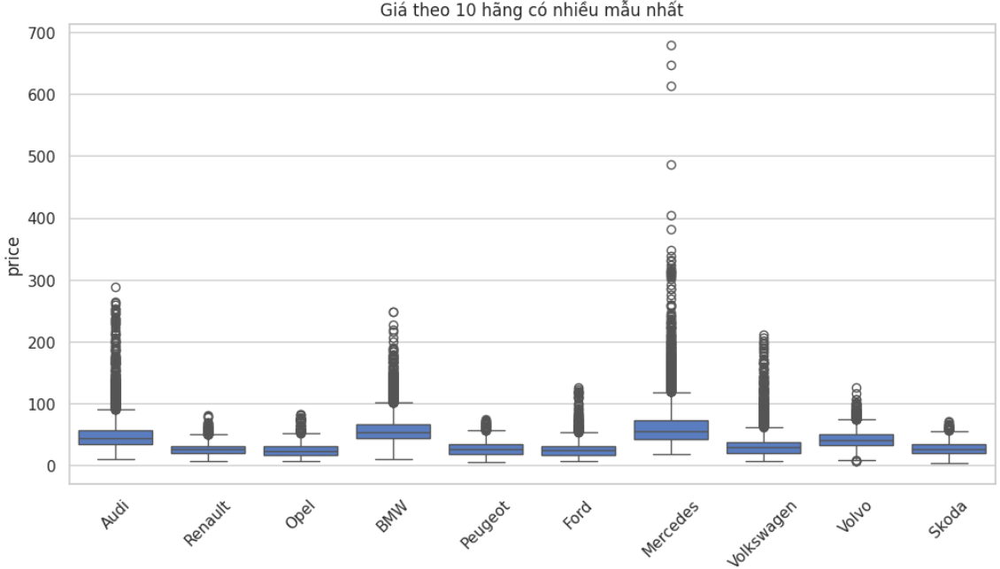 Giá theo 10 hãng có nhiều mẫu nhất
700
600
500
400
300
200
100
0
price
Audi
Renault
Opel
BMW
Peugeot
Ford
Mercedes
Volkswagen
Volvo
Skoda